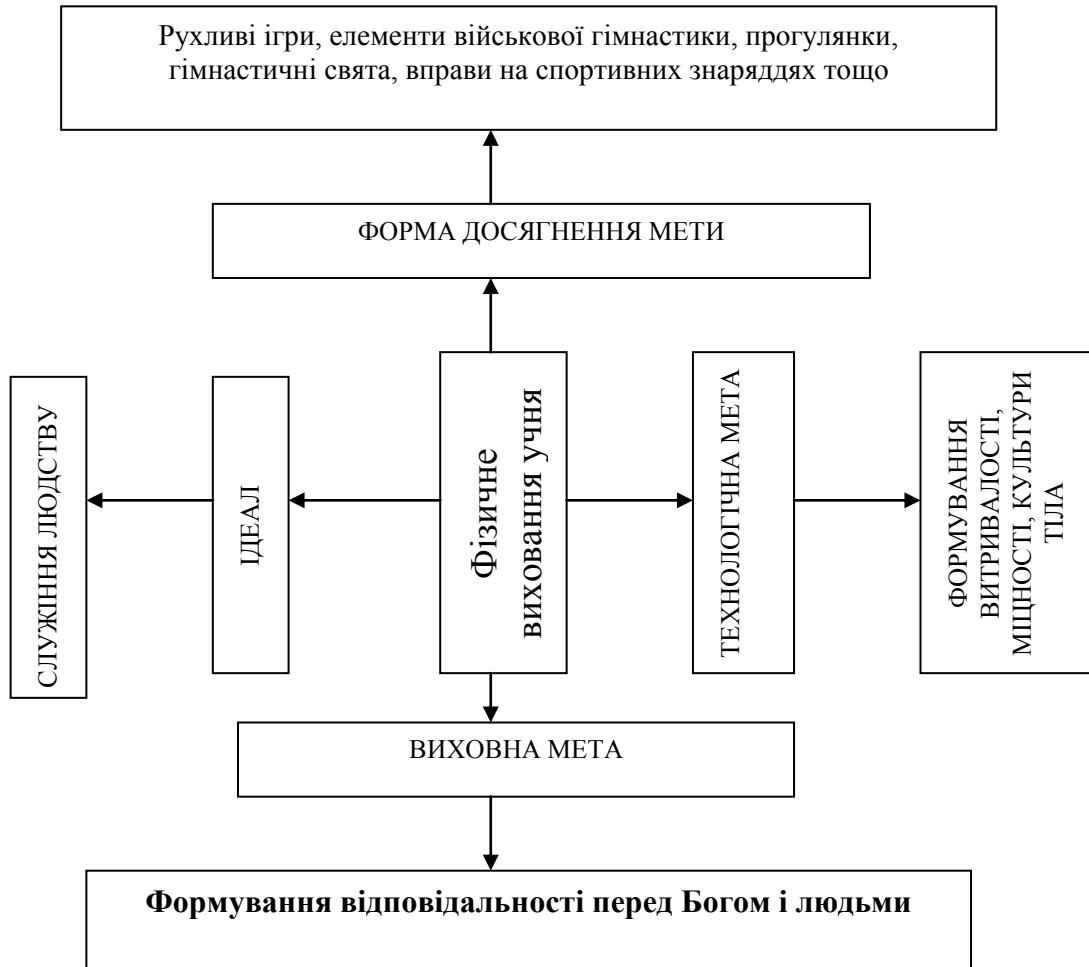 Рухливі ігри, елементи військової гімнастики, прогулянки,
гімнастичні свята, вправи на спортивних знаряддях тощо
ФОРМА ДОСЯГНЕННЯ МЕТИ
СЛУЖІННЯ ЛЮДСТВУ
ІДЕАЛ
Фізичне
виховання учня
ТЕХНОЛОГІЧНА МЕТА
ФОРМУВАННЯ
ВИТРИВАЛОСТІ,
МІЦНОСТІ, КУЛЬТУРИ
ТІЛА
ВИХОВНА МЕТА
Формування відповідальності перед Богом і людьми